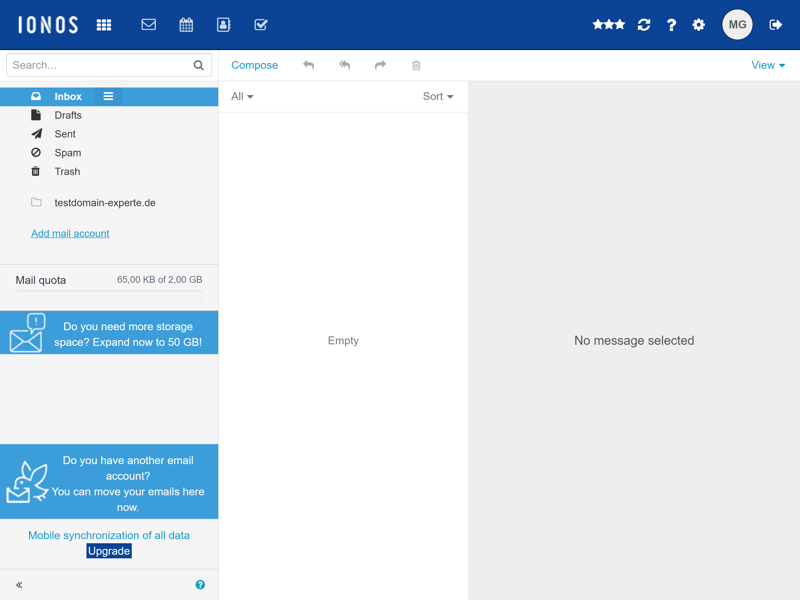 IONOS
MG
Search...
Compose
View
Inbox
Drafts
Sent
Spam
Trash
testdomain-experte.de
Add mail account
Mail quota 65,00 KB of 2,00 GB
Do you need more storage
space? Expand now to 50 GB!
Do you have another email
account?
You can move your emails here
now.
Mobile synchronization of all data
Upgrade
All Sort
Empty
No message selected